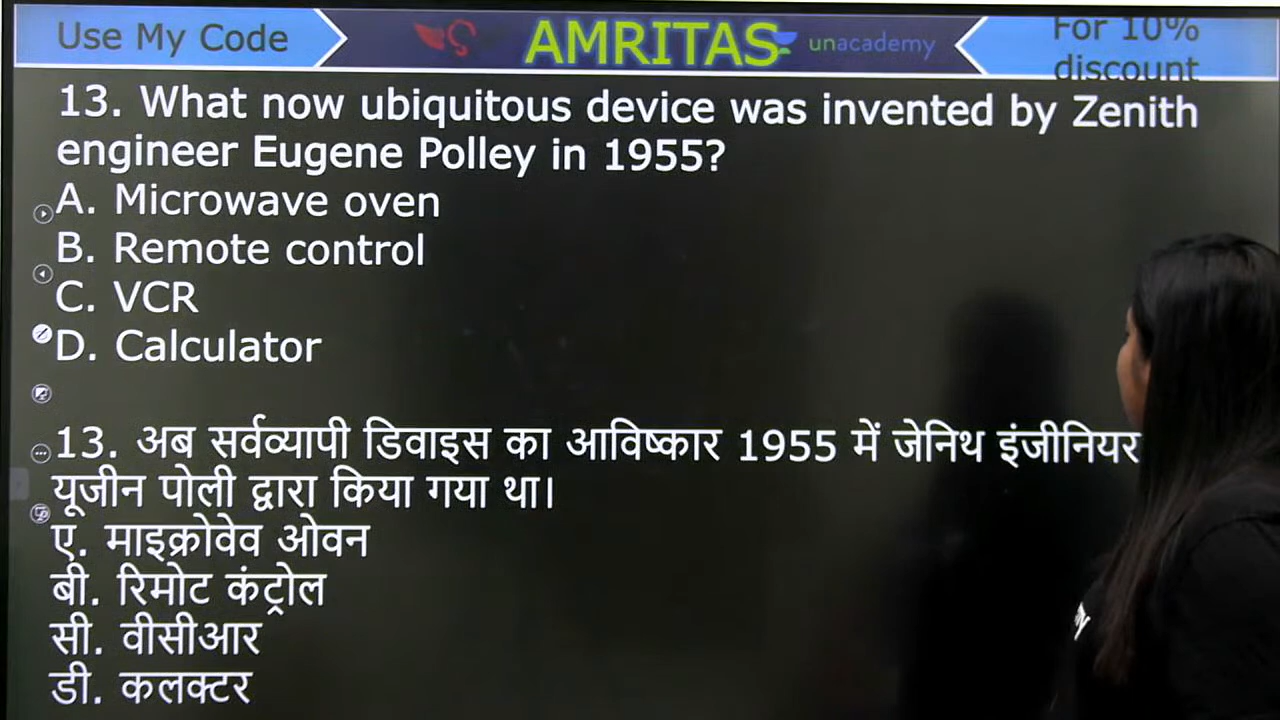 Use My Code
AMRITAS
unacademy
For 10%
discount
13. What now ubiquitous device was invented by Zenith
engineer Eugene Polley in 1955?
A. Microwave oven
B. Remote control
C. VCR
D. Calculator
13. अब सर्वव्यापी डिवाइस का आविष्कार 1955 में जेनिथ इंजीनियर
यूजीन पोली द्वारा किया गया था।
ए. माइक्रोवेव ओवन
बी. रिमोट कंट्रोल
सी. वीसीआर
डी. कलक्टर